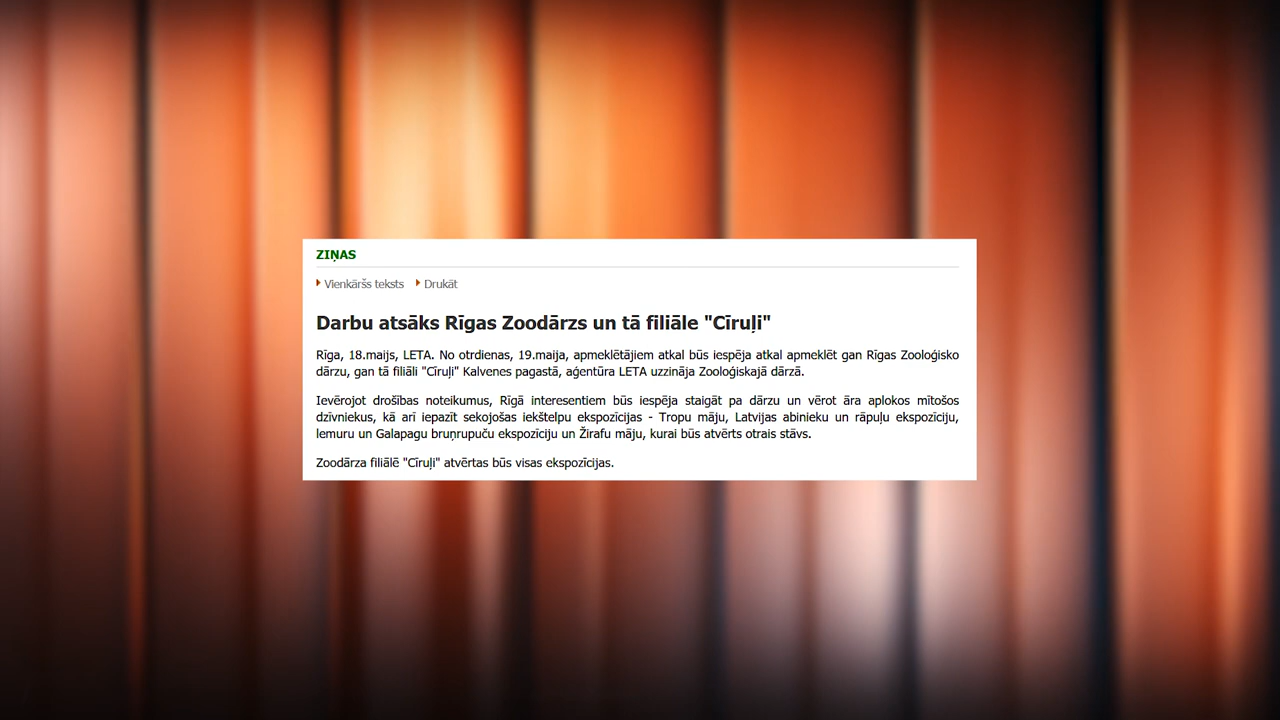 ZIŅAS
Vienkāršs teksts Drukāt
Darbu atsāks Rīgas Zoodārzs un tā filiāle "Cīruļi"
Rīga, 18.maijs, LETA. No otrdienas, 19.maija, apmeklētājiem atkal būs iespēja atkal apmeklēt gan Rīgas Zooloģisko
dārzu, gan tā filiāli "Cīruļi" Kalvenes pagastā, aģentūra LETA uzzināja Zooloģiskajā dārzā.
Ievērojot drošības noteikumus, Rīgā interesentiem būs iespēja staigāt pa dārzu un vērot āra aplokos mītošos
dzīvniekus, kā arī iepazīt sekojošas iekštelpu ekspozīcijas - Tropu māju, Latvijas abinieku un rāpuļu ekspozīciju,
lemuru un Galapagu bruņrupuču ekspozīciju un Žirafu māju, kurai būs atvērts otrais stāvs.
Zoodārza filiālē "Cīruļi" atvērtas būs visas ekspozīcijas.